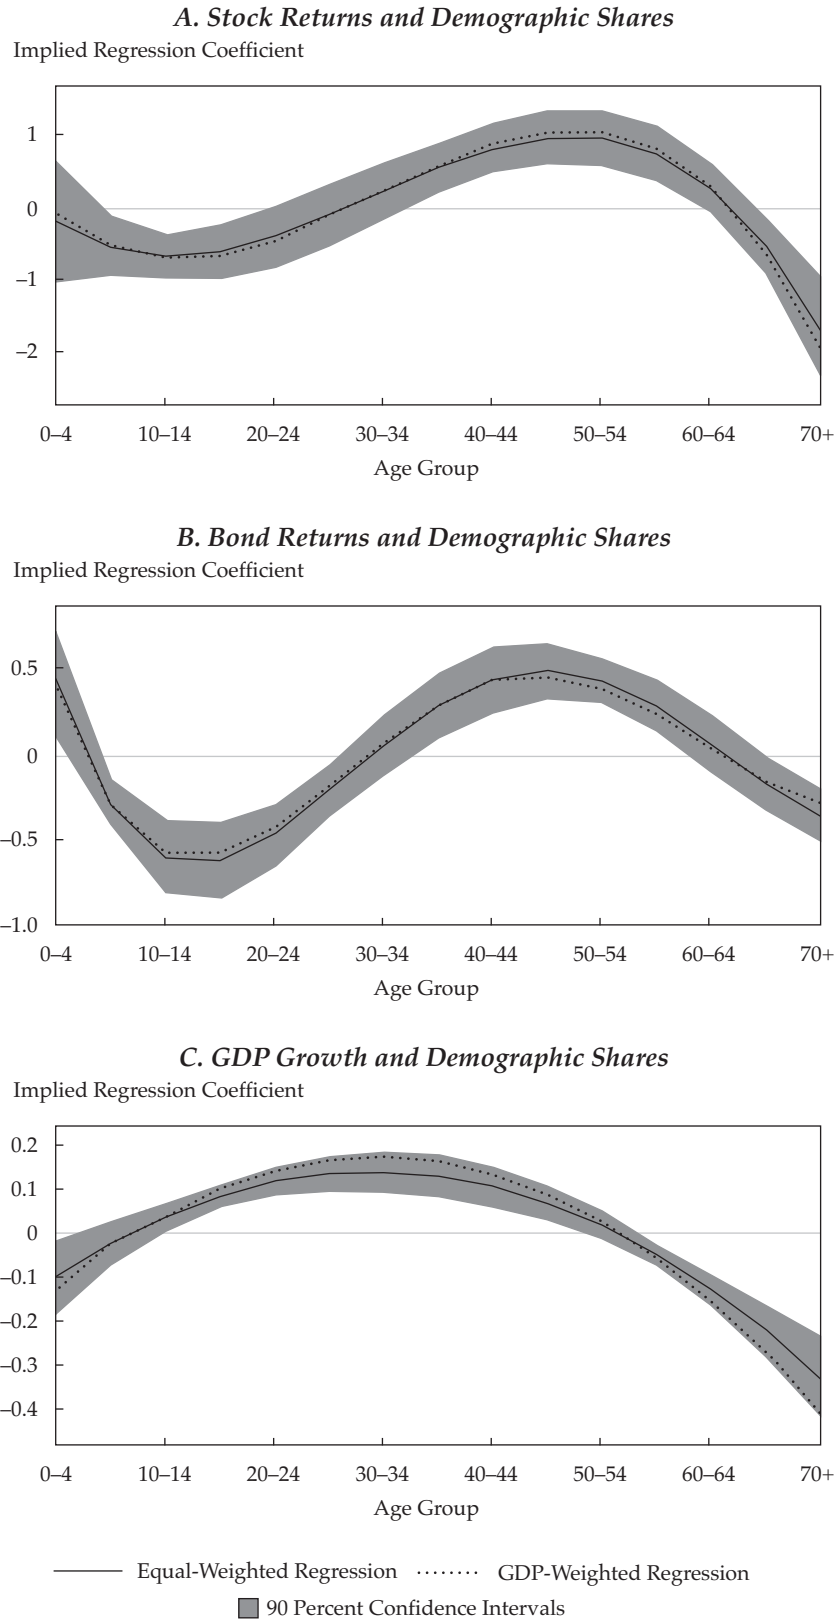 A. Stock Returns and Demographic Shares
Implied Regression Coefficient
1
0
–1
–2
0–4 10–14 20–24 30–34 40–44 50–54 60–64 70+
Age Group
B. Bond Returns and Demographic Shares
Implied Regression Coefficient
0.5
0
–0.5
–1.0
0–4 10–14 20–24 30–34 40–44 50–54 60–64 70+
Age Group
C. GDP Growth and Demographic Shares
Implied Regression Coefficient
0.2
0.1
0
–0.1
–0.2
–0.3
–0.4
0–4 10–14 20–24 30–34 40–44 50–54 60–64 70+
Age Group
Equal-Weighted Regression GDP-Weighted Regression
90 Percent Confidence Intervals